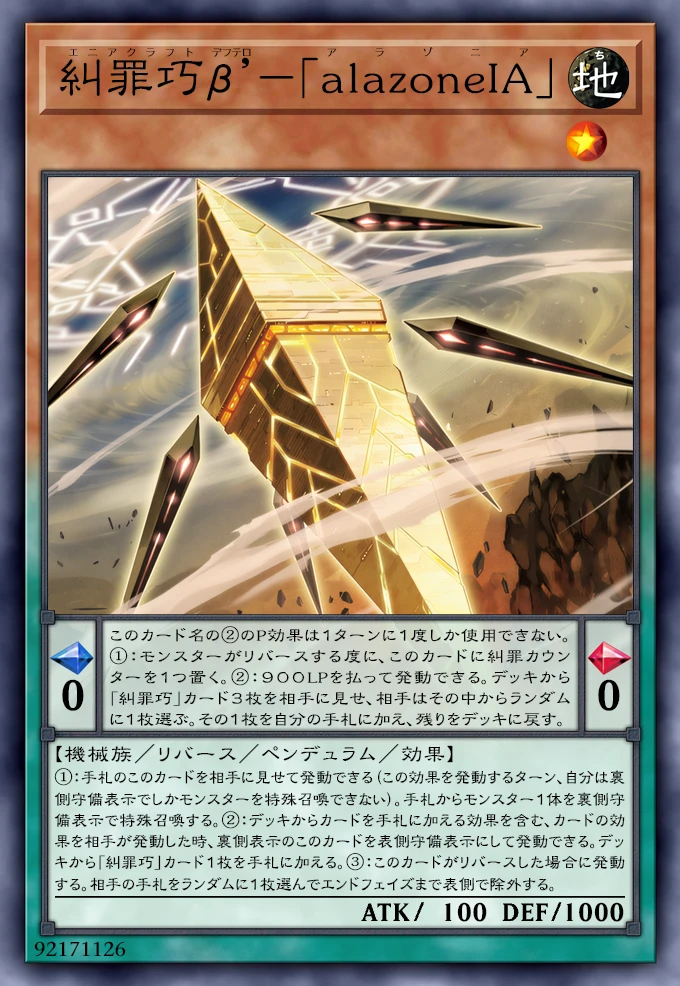 エニアクラフト デフテロ アラゾニア
糾罪巧β’－「alazoneIA」
ち
地
このカード名の②のP効果は1ターンに1度しか使用できない。
①：モンスターがリバースする度に、このカードに糾罪カウン
ターを1つ置く。②：900LPを払って発動できる。デッキから
「糾罪巧」カード3枚を相手に見せ、相手はその中からランダム
に1枚選ぶ。その1枚を自分の手札に加え、残りをデッキに戻す。
0
0
【機械族／リバース／ペンデュラム／効果】
①：手札のこのカードを相手に見せて発動できる（この効果を発動するターン、自分は裏
側守備表示でしかモンスターを特殊召喚できない）。手札からモンスター1体を裏側守
備表示で特殊召喚する。②：デッキからカードを手札に加える効果を含む、カードの効
果を相手が発動した時、裏側表示のこのカードを表側守備表示にして発動できる。デッ
キから「糾罪巧」カード1枚を手札に加える。③：このカードがリバースした場合に発動
する。相手の手札をランダムに1枚選んでエンドフェイズまで表側で除外する。
ATK/ 100 DEF/1000
92171126